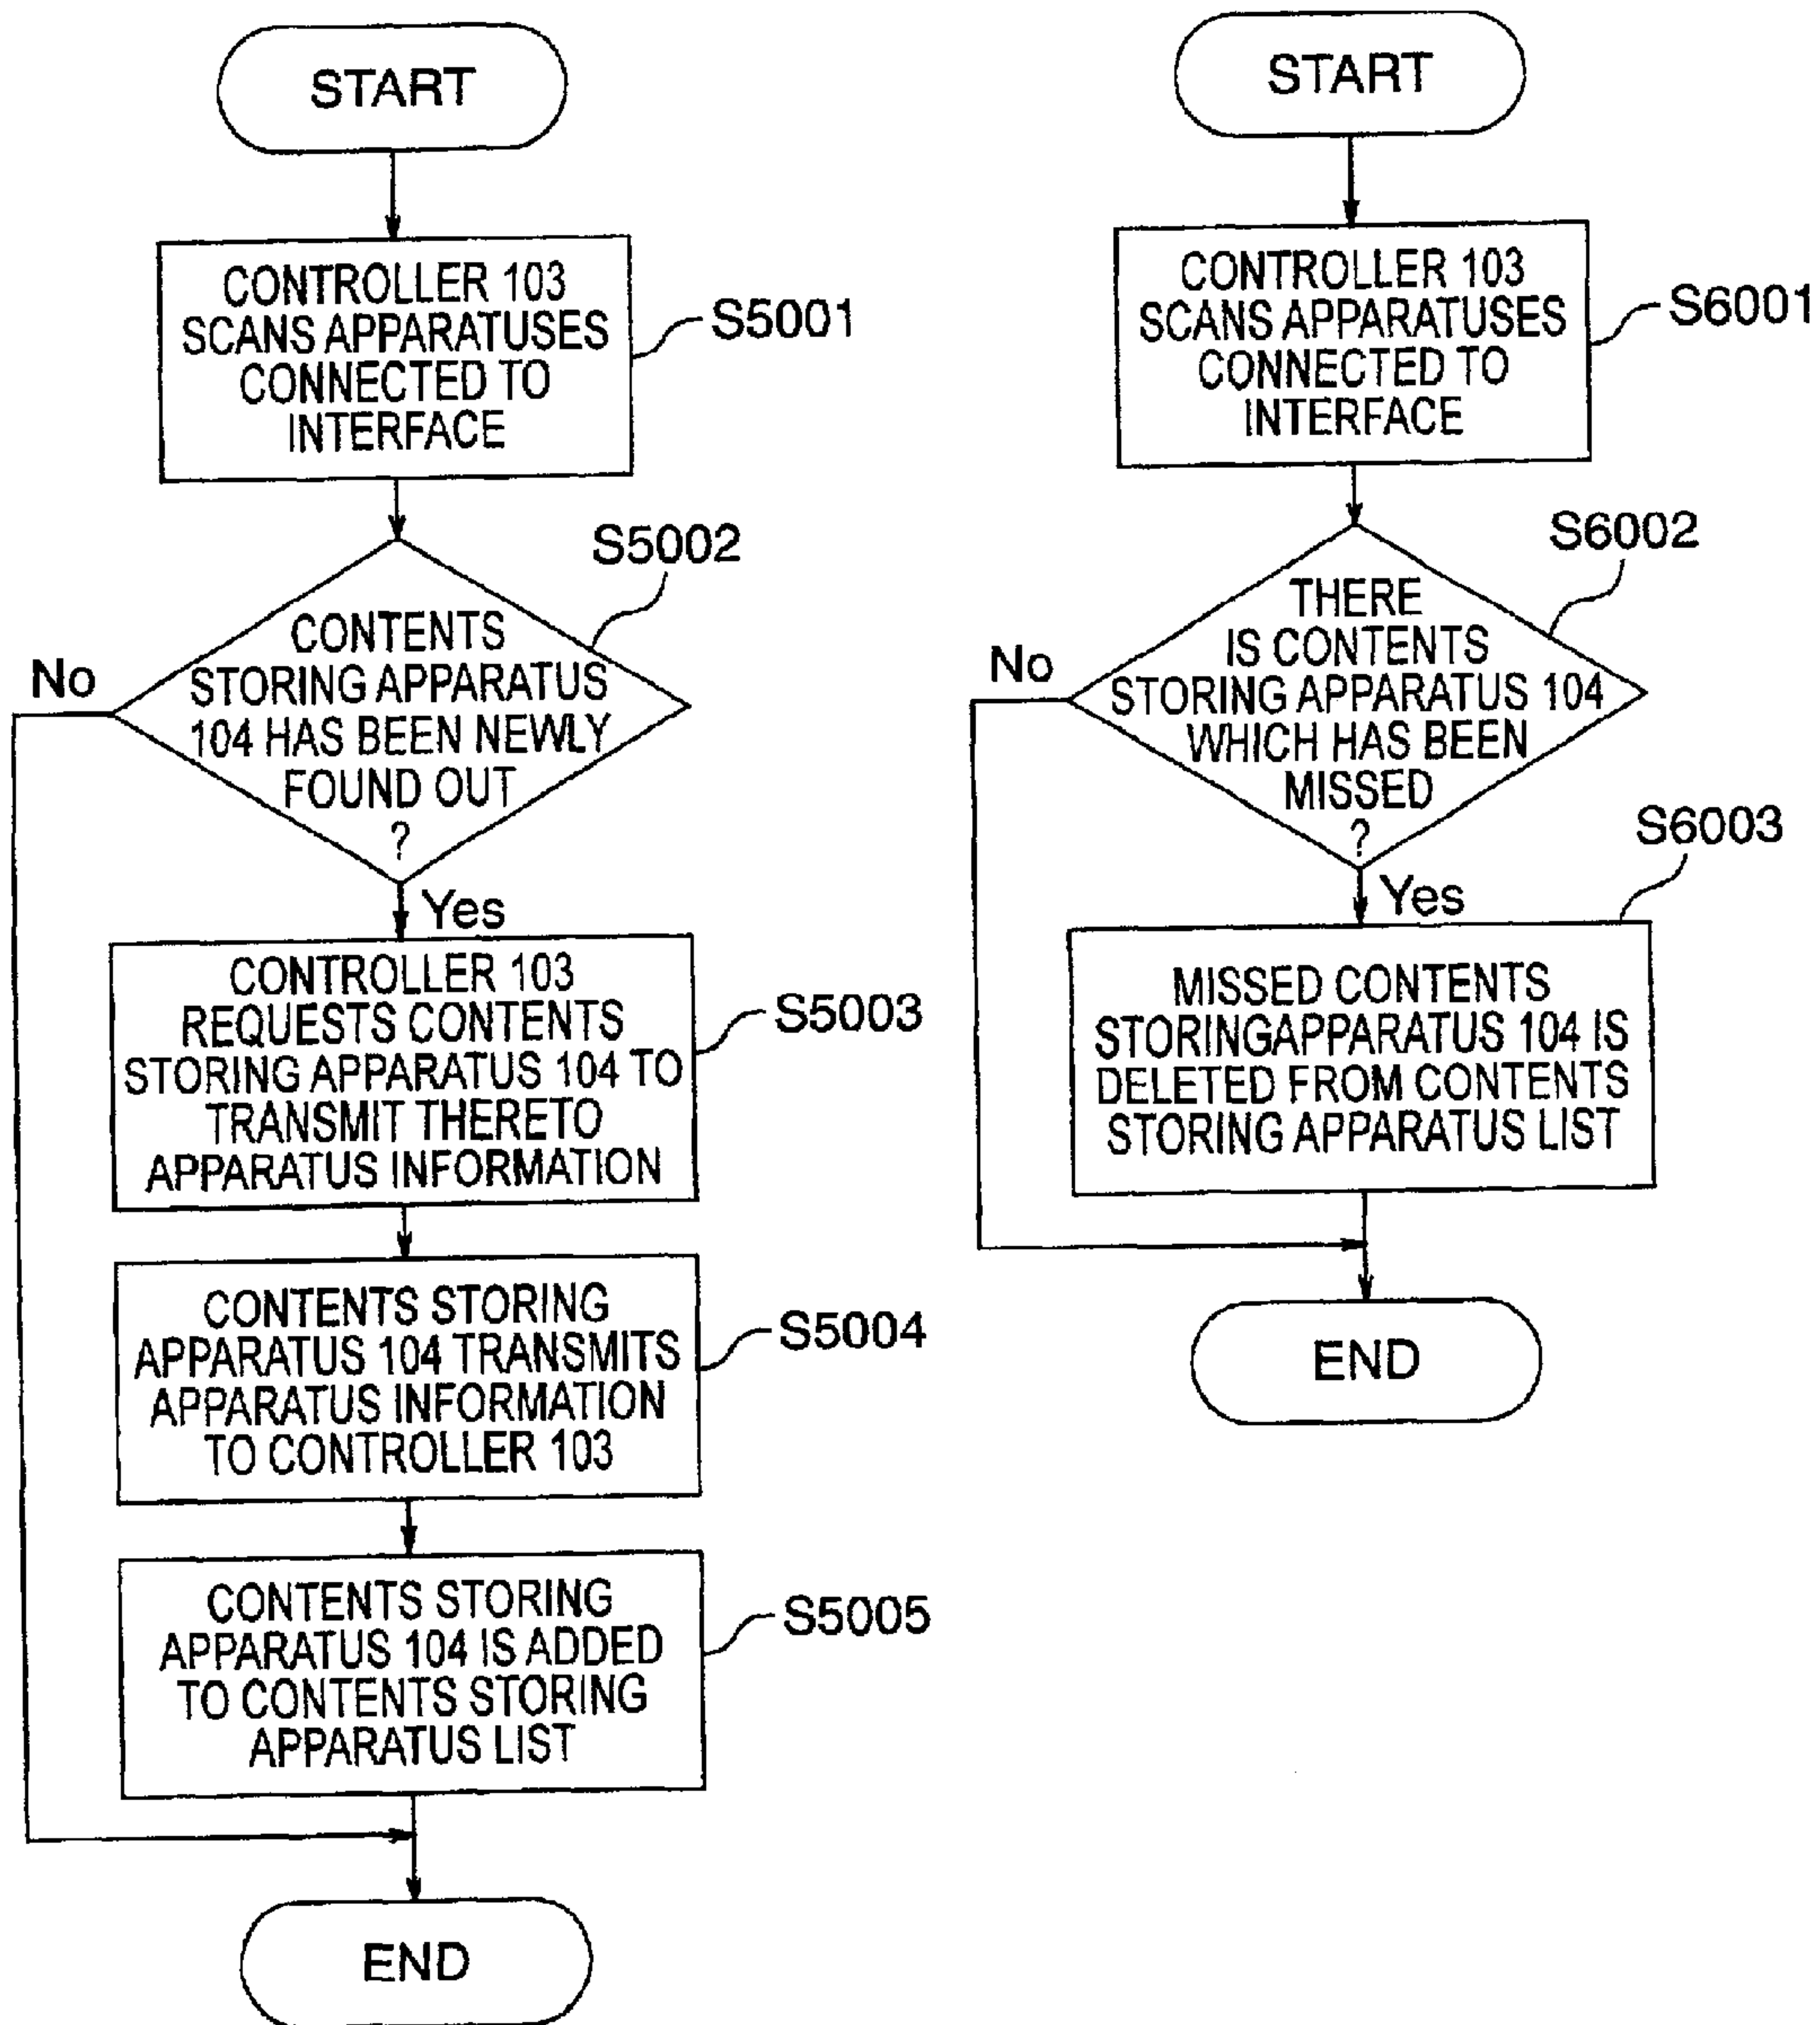 START
CONTROLLER 103
SCANS APPARATUSES
CONNECTED TO
INTERFACE
S5001
S5002
CONTENTS
STORING APPARATUS
104 HAS BEEN NEWLY
FOUND OUT
?
No
Yes
CONTROLLER 103
REQUESTS CONTENTS
STORING APPARATUS 104 TO
TRANSMIT THERETO
APPARATUS INFORMATION
S5003
CONTENTS STORING
APPARATUS 104 TRANSMITS
APPARATUS INFORMATION
TO CONTROLLER 103
S5004
CONTENTS STORING
APPARATUS 104 IS ADDED
TO CONTENTS STORING
APPARATUS LIST
S5005
END
START
CONTROLLER 103
SCANS APPARATUSES
CONNECTED TO
INTERFACE
S6001
S6002
THERE
IS CONTENTS
STORING APPARATUS 104
WHICH HAS BEEN
MISSED
?
No
Yes
S6003
MISSED CONTENTS
STORINGAPPARATUS 104 IS
DELETED FROM CONTENTS
STORING APPARATUS LIST
END